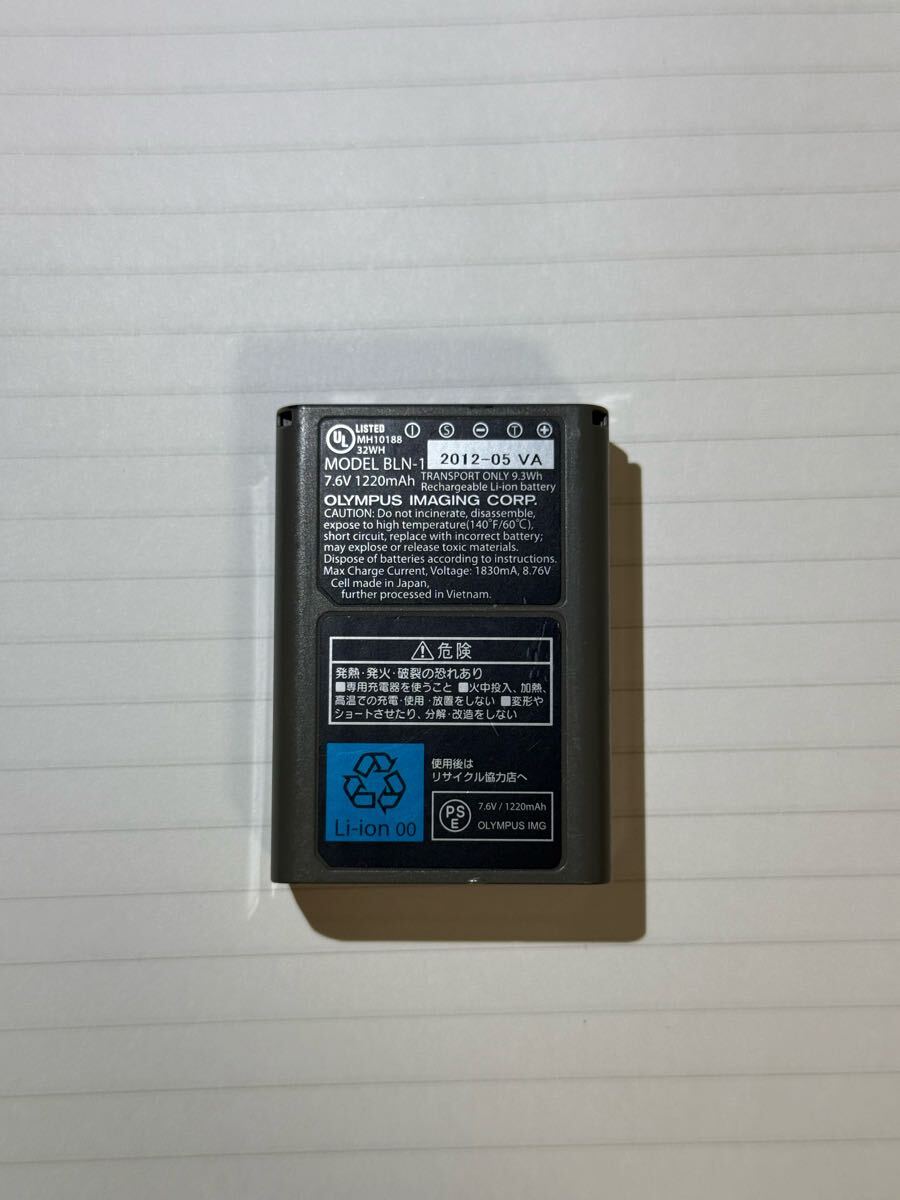 UL LISTED
MH10188
32WH
I S − T +
MODEL BLN-1
2012-05 VA
7.6V 1220mAh
TRANSPORT ONLY 9.3Wh
Rechargeable Li-ion battery
OLYMPUS IMAGING CORP.
CAUTION: Do not incinerate, disassemble,
expose to high temperature(140°F/60℃),
short circuit, replace with incorrect battery;
may explode or release toxic materials.
Dispose of batteries according to instructions.
Max Charge Current, Voltage: 1830mA, 8.76V
Cell made in Japan,
further processed in Vietnam.
⚠危険
発熱・発火・破裂の恐れあり
■専用充電器を使うこと ■火中投入、加熱、
高温での充電・使用・放置をしない ■変形や
ショートさせたり、分解・改造をしない
使用後は
リサイクル協力店へ
Li-ion 00
PSE
7.6V / 1220mAh
OLYMPUS IMG